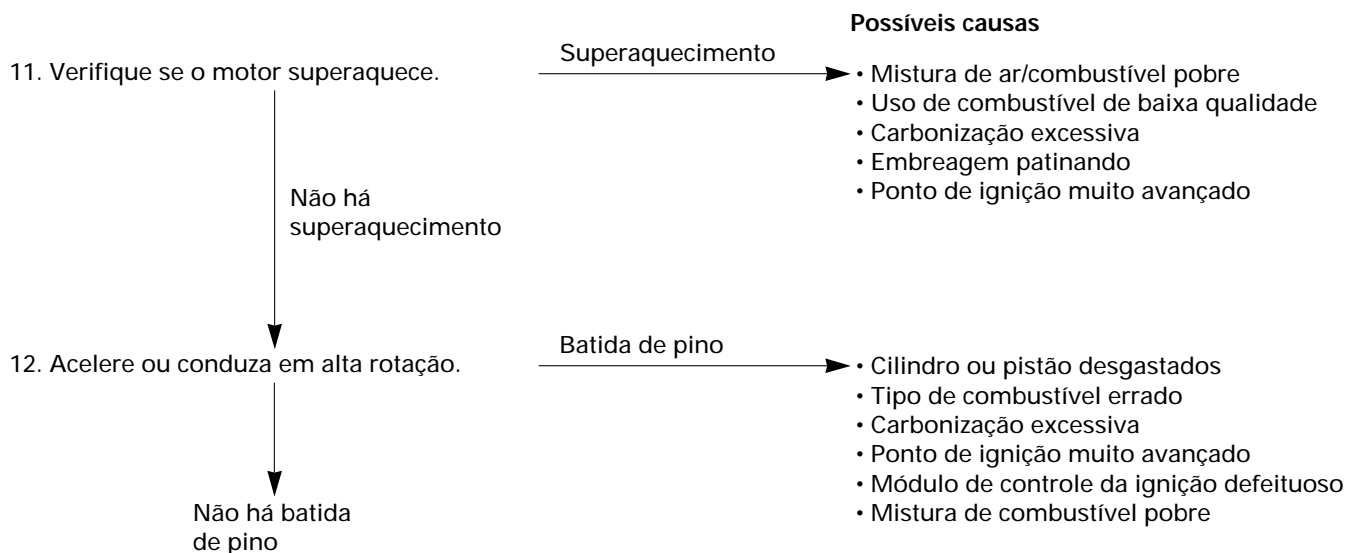 Possíveis causas
11. Verifique se o motor superaquece.
Superaquecimento
• Mistura de ar/combustível pobre
• Uso de combustível de baixa qualidade
• Carbonização excessiva
• Embreagem patinando
• Ponto de ignição muito avançado
Não há
superaquecimento
12. Acelere ou conduza em alta rotação.
Batida de pino
• Cilindro ou pistão desgastados
• Tipo de combustível errado
• Carbonização excessiva
• Ponto de ignição muito avançado
• Módulo de controle da ignição defeituoso
• Mistura de combustível pobre
Não há batida
de pino